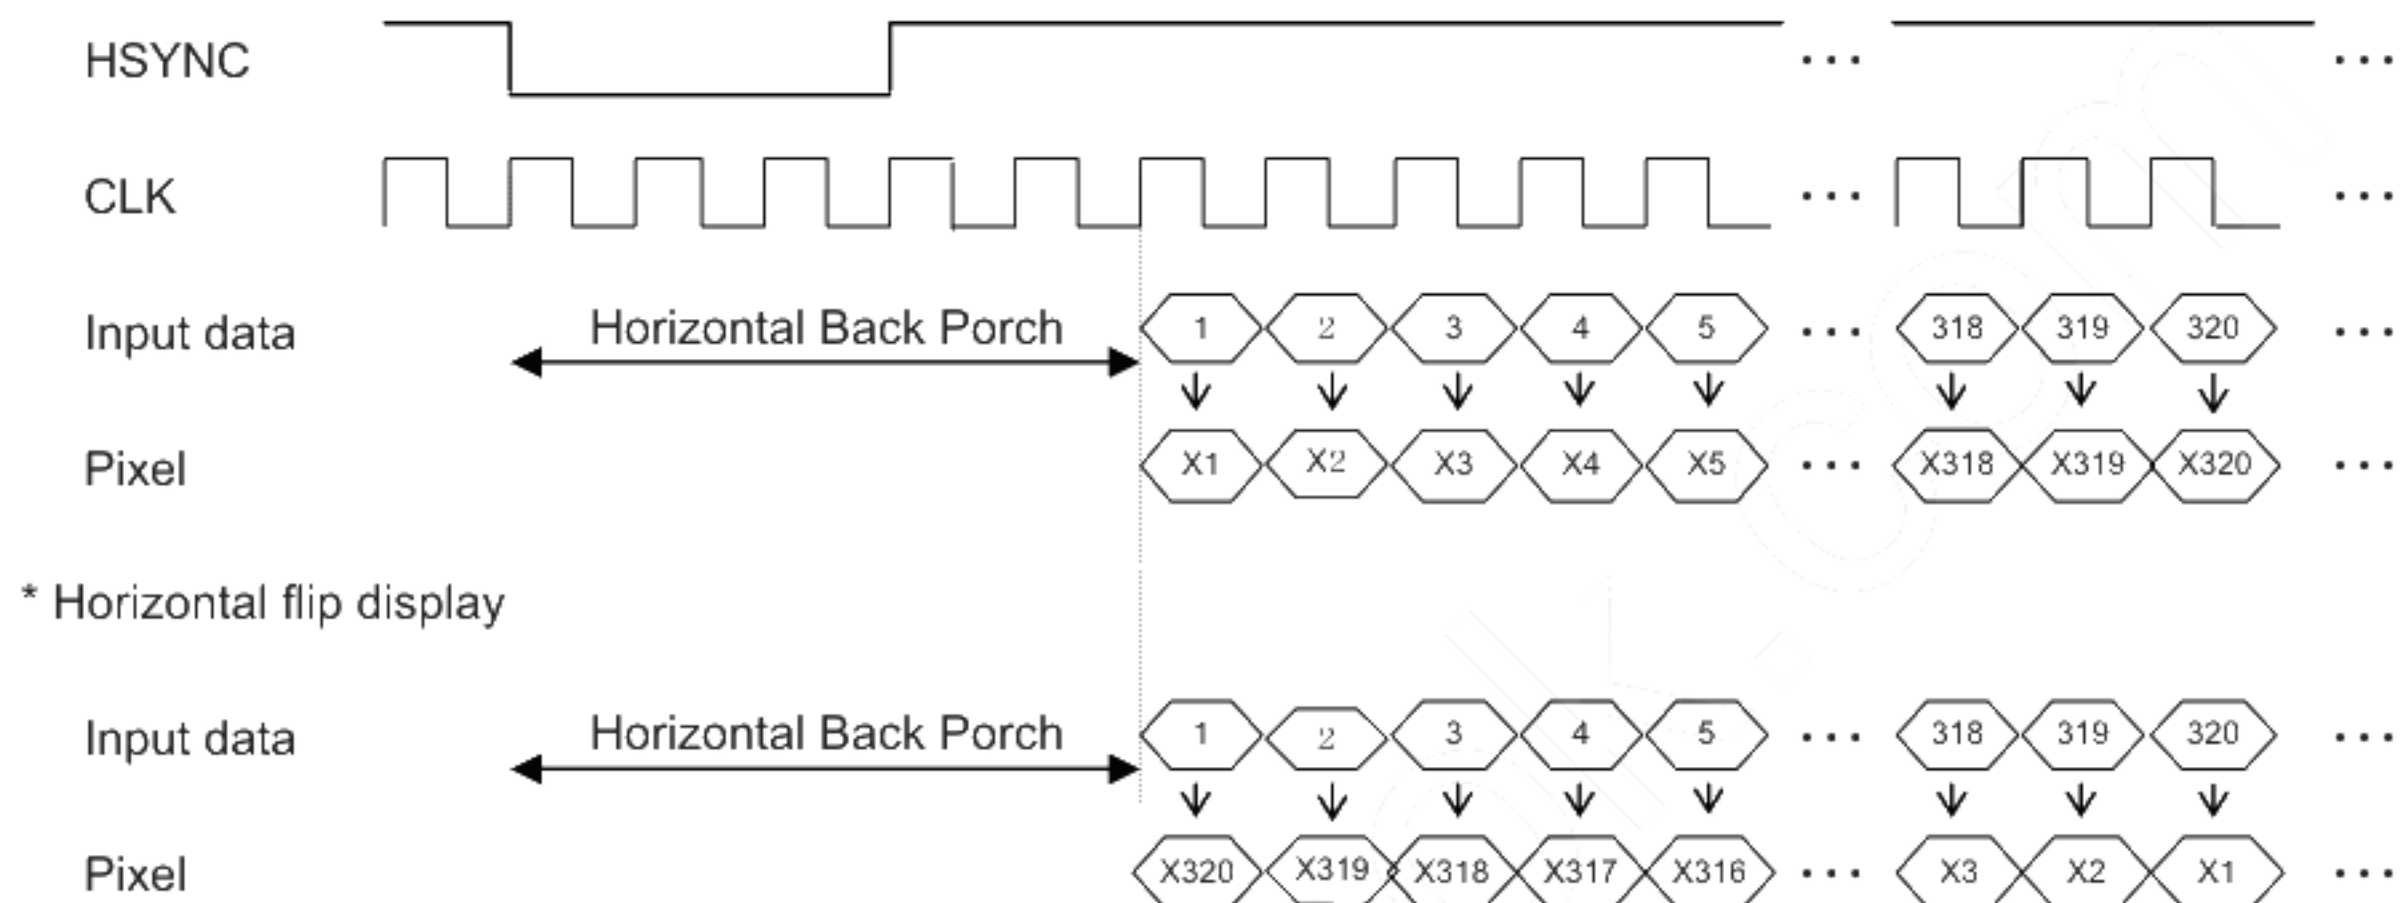 HSYNC ... ...
CLK ... ...
Input data Horizontal Back Porch 1 2 3 4 5 ... 318 319 320 ...
Pixel X1 X2 X3 X4 X5 ... X318 X319 X320 ...
* Horizontal flip display
Input data Horizontal Back Porch 1 2 3 4 5 ... 318 319 320 ...
Pixel X320 X319 X318 X317 X316 ... X3 X2 X1 ...